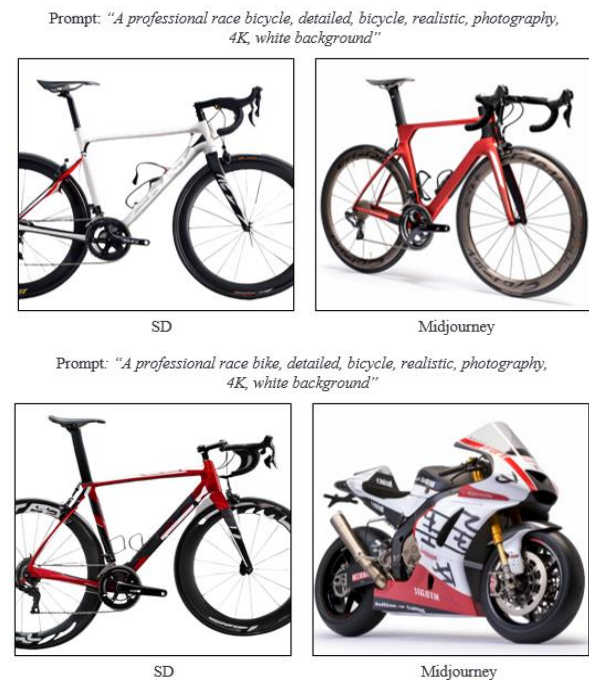 Prompt: “A professional race bicycle, detailed, bicycle, realistic, photography,
4K, white background”
SD
Midjourney
Prompt: “A professional race bike, detailed, bicycle, realistic, photography,
4K, white background”
SD
Midjourney